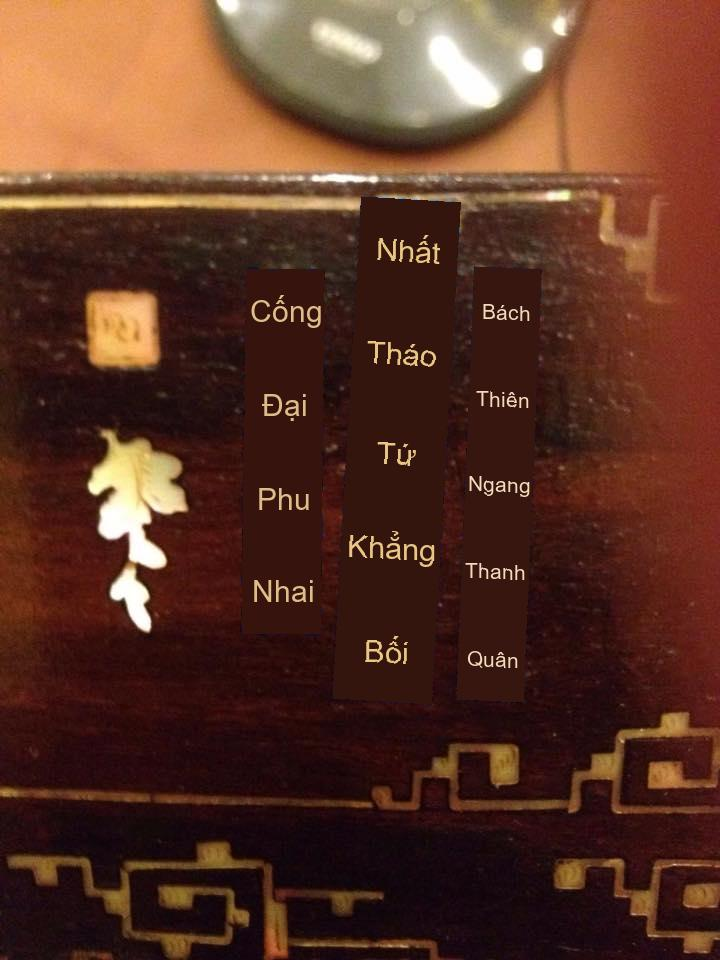 Bách Thiên Ngang Thanh Quân
Nhất Tháo Tứ Khẳng Bối
Cống Đại Phu Nhai